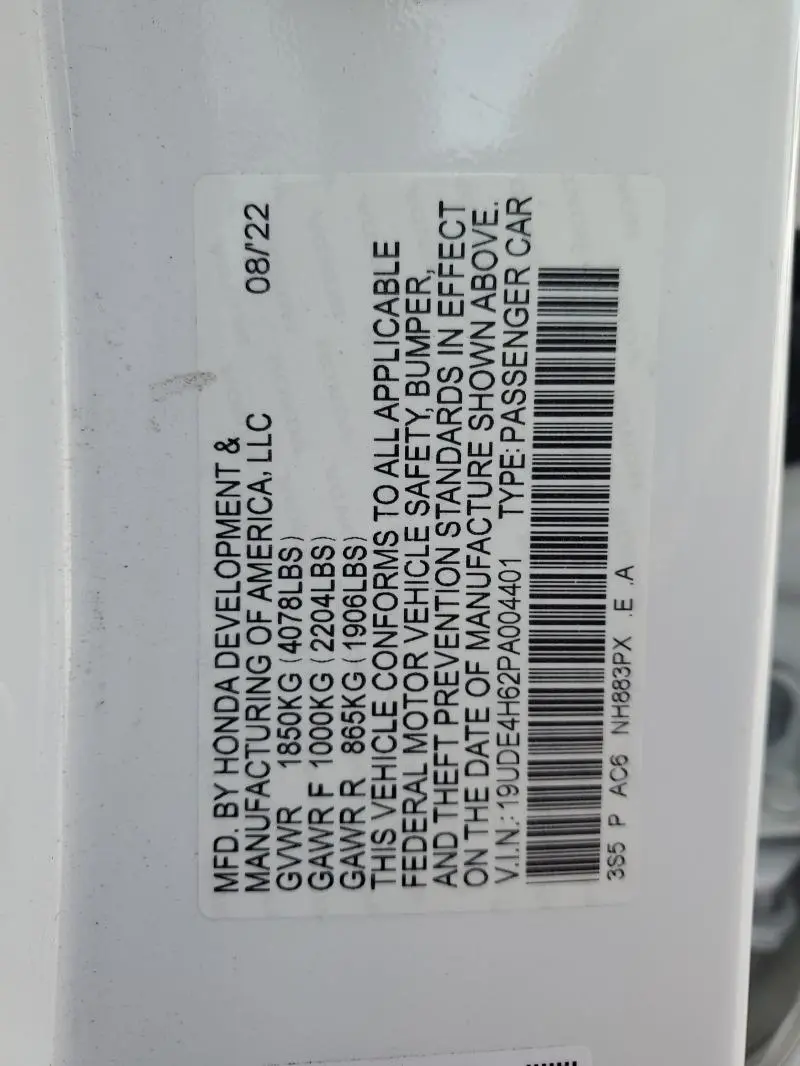 MFD. BY HONDA DEVELOPMENT &
MANUFACTURING OF AMERICA, LLC 08/'22
GVWR 1850KG (4078LBS)
GAWR F 1000KG (2204LBS)
GAWR R 865KG (1906LBS)
THIS VEHICLE CONFORMS TO ALL APPLICABLE
FEDERAL MOTOR VEHICLE SAFETY, BUMPER,
AND THEFT PREVENTION STANDARDS IN EFFECT
ON THE DATE OF MANUFACTURE SHOWN ABOVE.
V.I.N.: 19UDE4H62PA004401 TYPE: PASSENGER CAR
3S5 P AC6 NH883PX .E .A